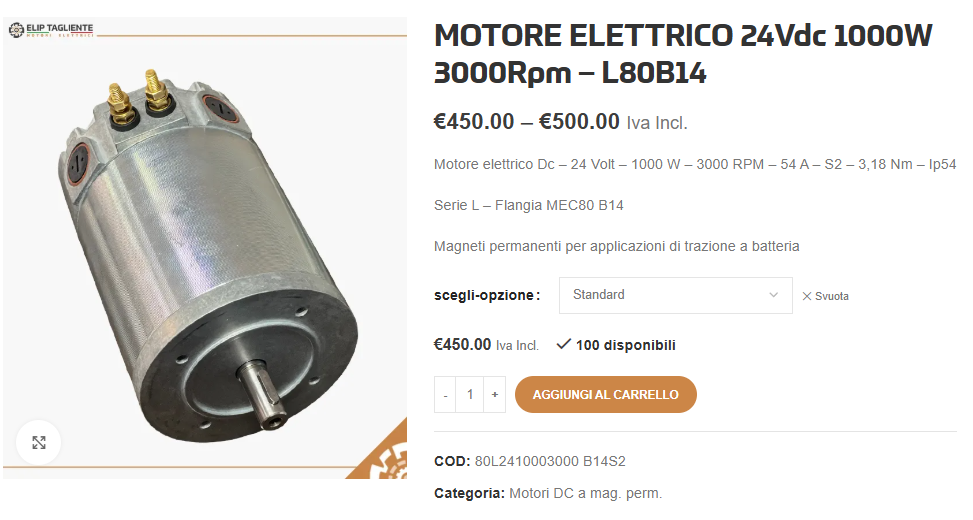 ELIP TAGLIENTE
MOTORI ELETTRICI
MOTORE ELETTRICO 24Vdc 1000W
3000Rpm – L80B14
€450.00 – €500.00 Iva Incl.
Motore elettrico Dc – 24 Volt – 1000 W – 3000 RPM – 54 A – S2 – 3,18 Nm – Ip54
Serie L – Flangia MEC80 B14
Magneti permanenti per applicazioni di trazione a batteria
scegli-opzione : Standard Svuota
€450.00 Iva Incl. 100 disponibili
- 1 + AGGIUNGI AL CARRELLO
COD: 80L2410003000 B14S2
Categoria: Motori DC a mag. perm.